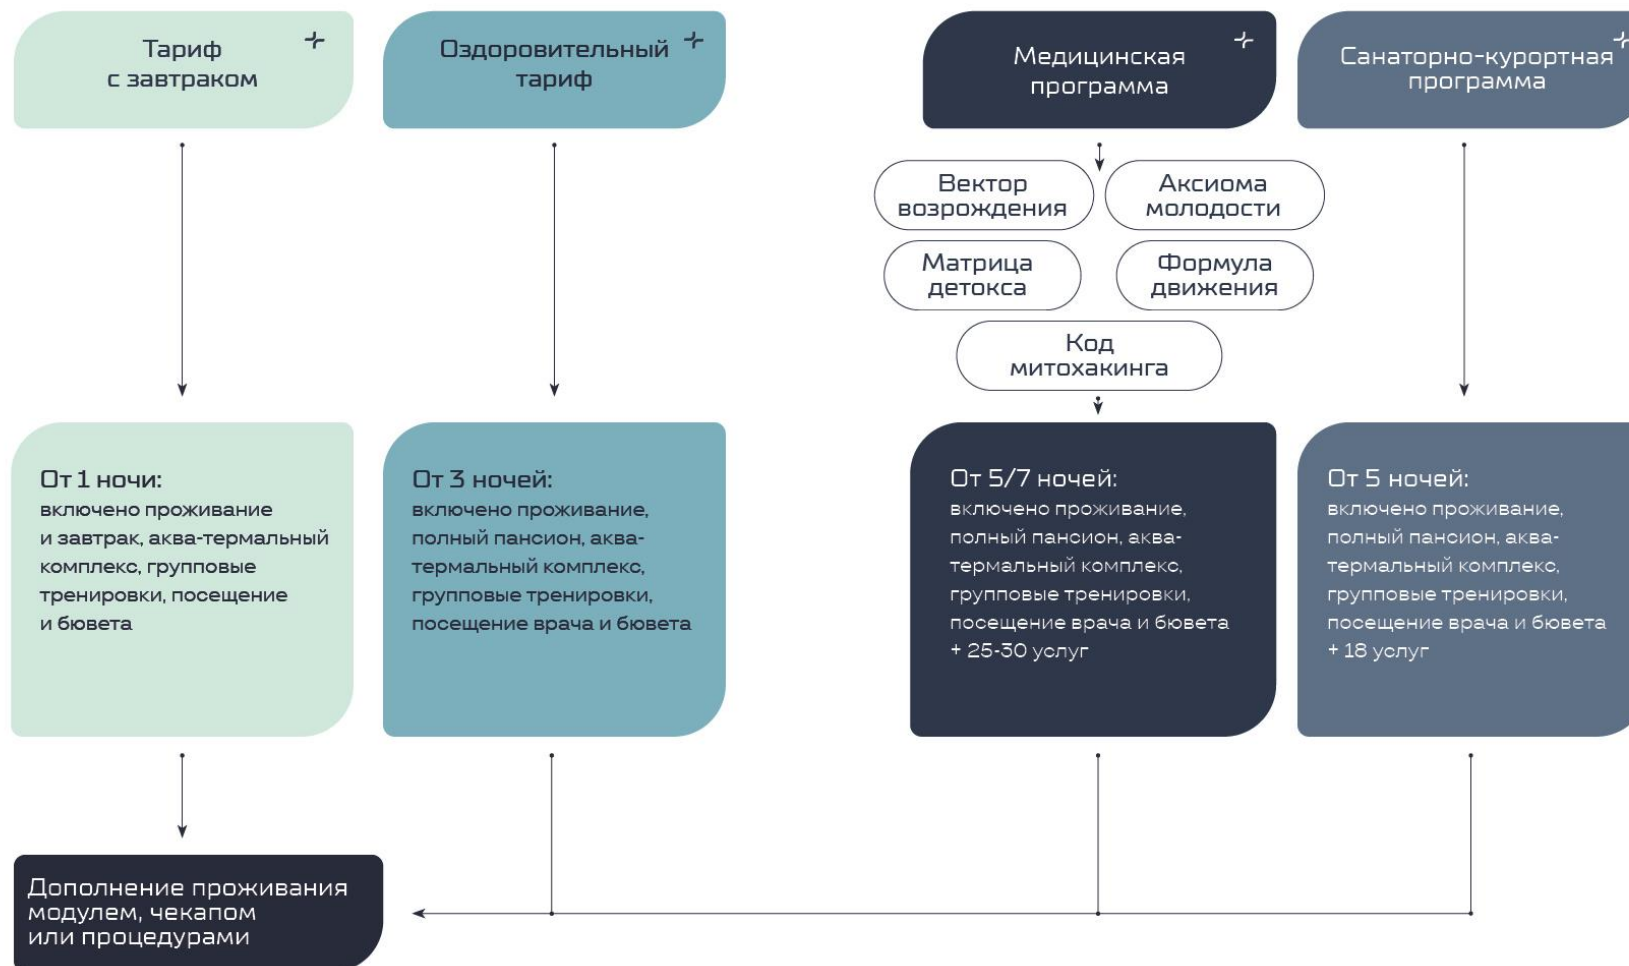 Тариф
с завтраком
Оздоровительный
тариф
Медицинская
программа
Санаторно-курортная
программа
Вектор
возрождения
Аксиома
молодости
Матрица
детокса
Формула
движения
Код
митохакинга
От 1 ночи:
включено проживание
и завтрак, аква-термальный
комплекс, групповые
тренировки, посещение
и бювета
От 3 ночей:
включено проживание,
полный пансион, аква-
термальный комплекс,
групповые тренировки,
посещение врача и бювета
От 5/7 ночей:
включено проживание,
полный пансион, аква-
термальный комплекс,
групповые тренировки,
посещение врача и бювета
+ 25-30 услуг
От 5 ночей:
включено проживание,
полный пансион, аква-
термальный комплекс,
групповые тренировки,
посещение врача и бювета
+ 18 услуг
Дополнение проживания
модулем, чекапом
или процедурами